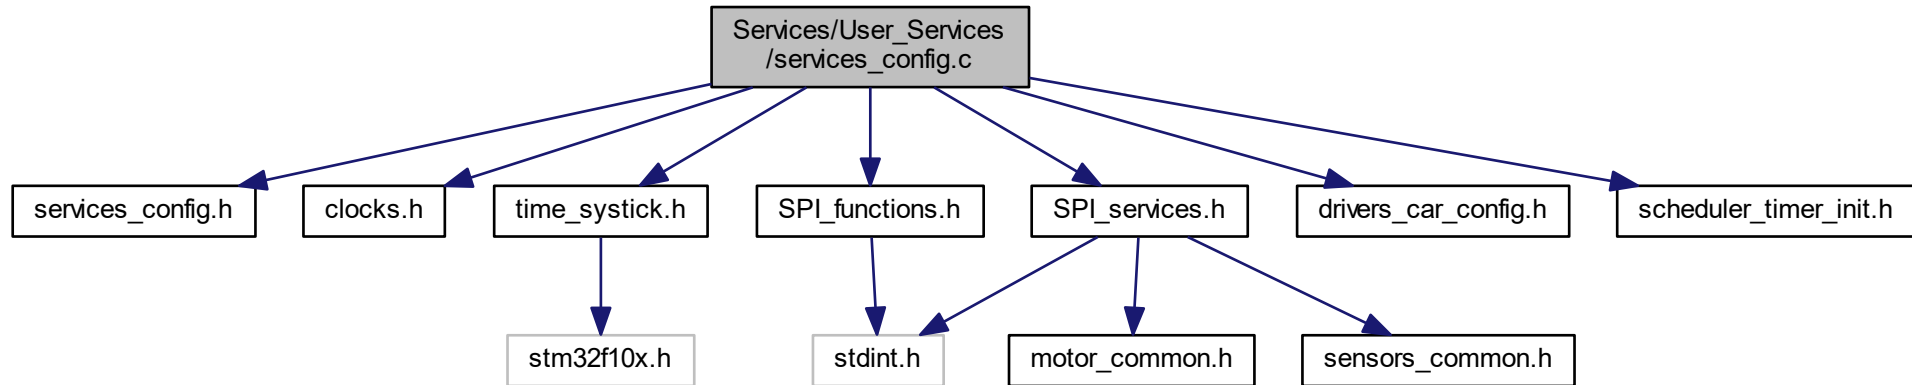 Services/User_Services
/services_config.c
services_config.h
clocks.h
time_systick.h
SPI_functions.h
SPI_services.h
drivers_car_config.h
scheduler_timer_init.h
stm32f10x.h
stdint.h
motor_common.h
sensors_common.h